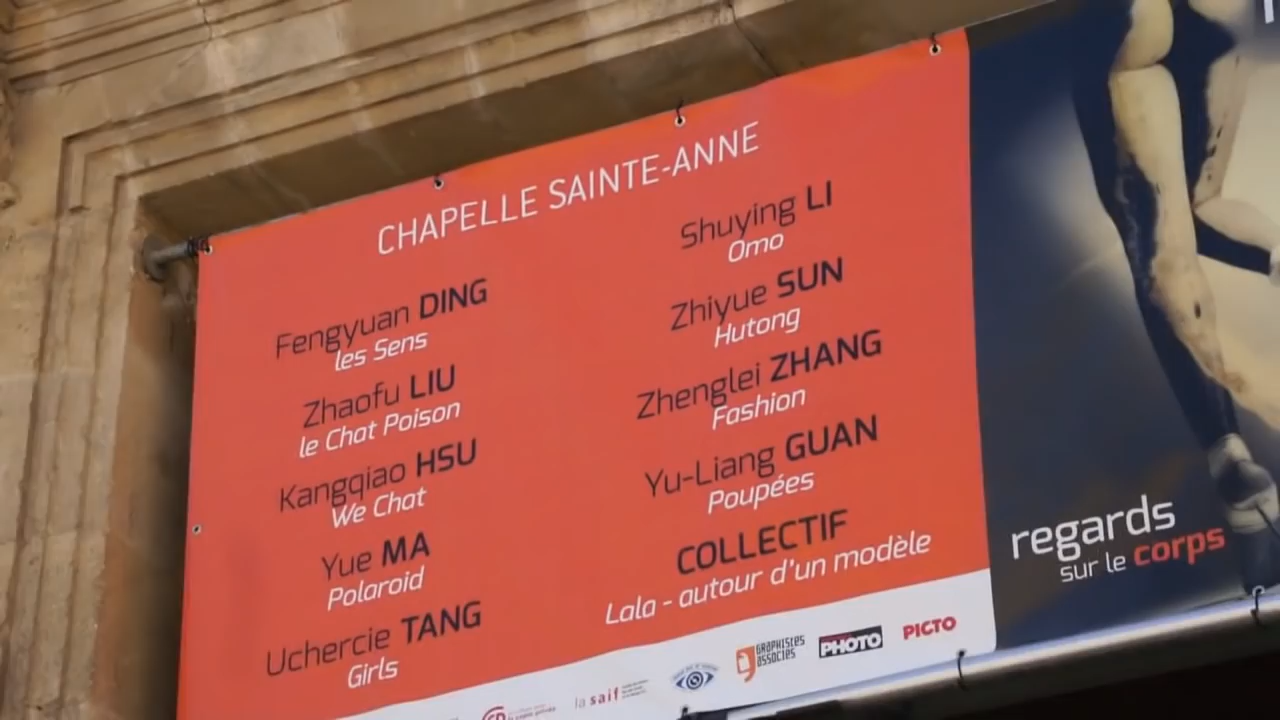 CHAPELLE SAINTE-ANNE
Fengyuan DING
les Sens
Zhaofu LIU
le Chat Poison
Kangqiao HSU
We Chat
Yue MA
Polaroid
Uchercie TANG
Girls
Shuying LI
Omo
Zhiyue SUN
Hutong
Zhenglei ZHANG
Fashion
Yu-Liang GUAN
Poupées
COLLECTIF
Lala - autour d'un modèle
la saif
GRAPHISTES
ASSOCIÉS
PHOTO
PICTO
regards
sur le corps